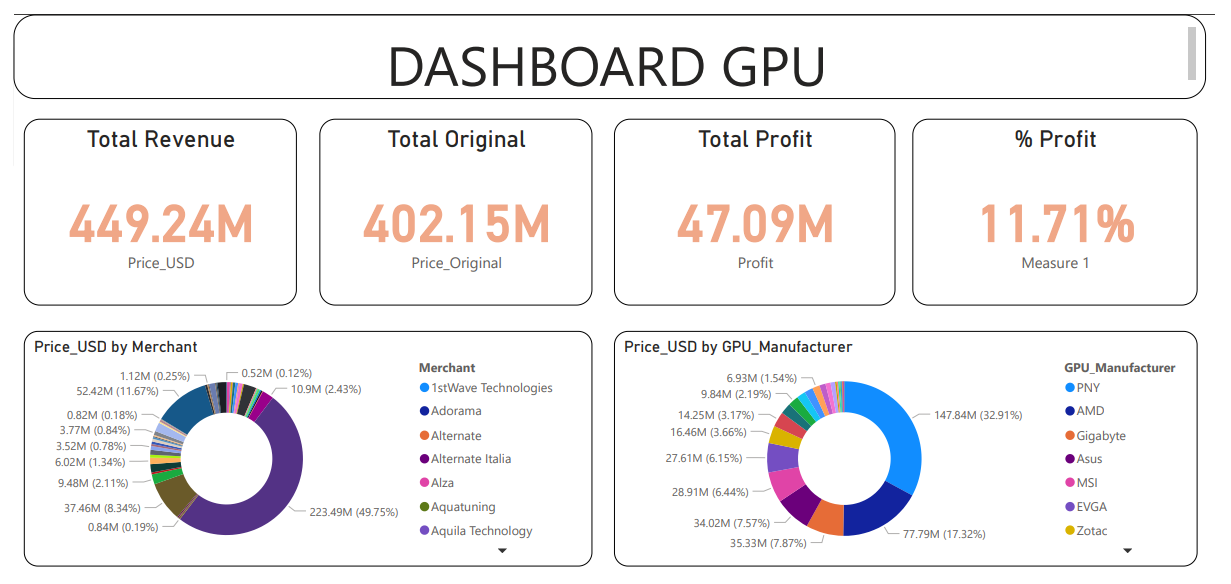 DASHBOARD GPU
Total Revenue
449.24M
Price_USD
Total Original
402.15M
Price_Original
Total Profit
47.09M
Profit
% Profit
11.71%
Measure 1
Price_USD by Merchant
1.12M (0.25%)
0.52M (0.12%)
52.42M (11.67%)
10.9M (2.43%)
0.82M (0.18%)
3.77M (0.84%)
3.52M (0.78%)
6.02M (1.34%)
9.48M (2.11%)
37.46M (8.34%)
0.84M (0.19%)
223.49M (49.75%)
Merchant
1stWave Technologies
Adorama
Alternate
Alternate Italia
Alza
Aquatuning
Aquila Technology
Price_USD by GPU_Manufacturer
6.93M (1.54%)
9.84M (2.19%)
14.25M (3.17%)
16.46M (3.66%)
27.61M (6.15%)
28.91M (6.44%)
34.02M (7.57%)
35.33M (7.87%)
147.84M (32.91%)
77.79M (17.32%)
GPU_Manufacturer
PNY
AMD
Gigabyte
Asus
MSI
EVGA
Zotac